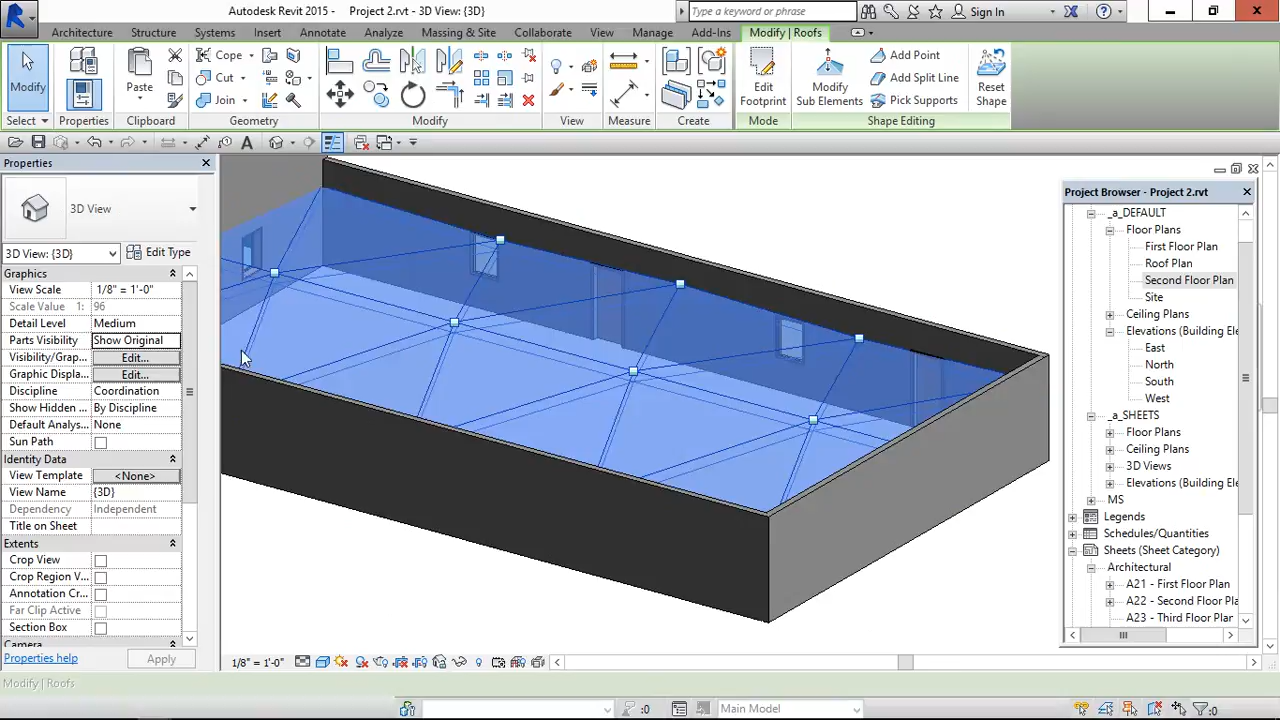 Autodesk Revit 2015 - Project 2.rvt - 3D View: {3D}
Type a keyword or phrase
Sign In
Architecture
Structure
Systems
Insert
Annotate
Analyze
Massing & Site
Collaborate
View
Manage
Add-Ins
Modify | Roofs
Modify
Paste
Cope
Cut
Join
Edit
Footprint
Modify
Sub Elements
Add Point
Add Split Line
Pick Supports
Reset
Shape
Select
Properties
Clipboard
Geometry
Modify
View
Measure
Create
Mode
Shape Editing
Properties
3D View
3D View: {3D}
Edit Type
Graphics
View Scale 1/8" = 1'-0"
Scale Value 1: 96
Detail Level Medium
Parts Visibility Show Original
Visibility/Grap... Edit...
Graphic Displa... Edit...
Discipline Coordination
Show Hidden ... By Discipline
Default Analys... None
Sun Path
Identity Data
View Template <None>
View Name {3D}
Dependency Independent
Title on Sheet
Extents
Crop View
Crop Region V...
Annotation Cr...
Far Clip Active
Section Box
Camera
Properties help
Apply
Project Browser - Project 2.rvt
_a_DEFAULT
Floor Plans
First Floor Plan
Roof Plan
Second Floor Plan
Site
Ceiling Plans
Elevations (Building Ele
East
North
South
West
_a_SHEETS
Floor Plans
Ceiling Plans
3D Views
Elevations (Building Ele
MS
Legends
Schedules/Quantities
Sheets (Sheet Category)
Architectural
A21 - First Floor Plan
A22 - Second Floor Pla
A23 - Third Floor Plan
1/8" = 1'-0"
Modify | Roofs
:0
Main Model
:0